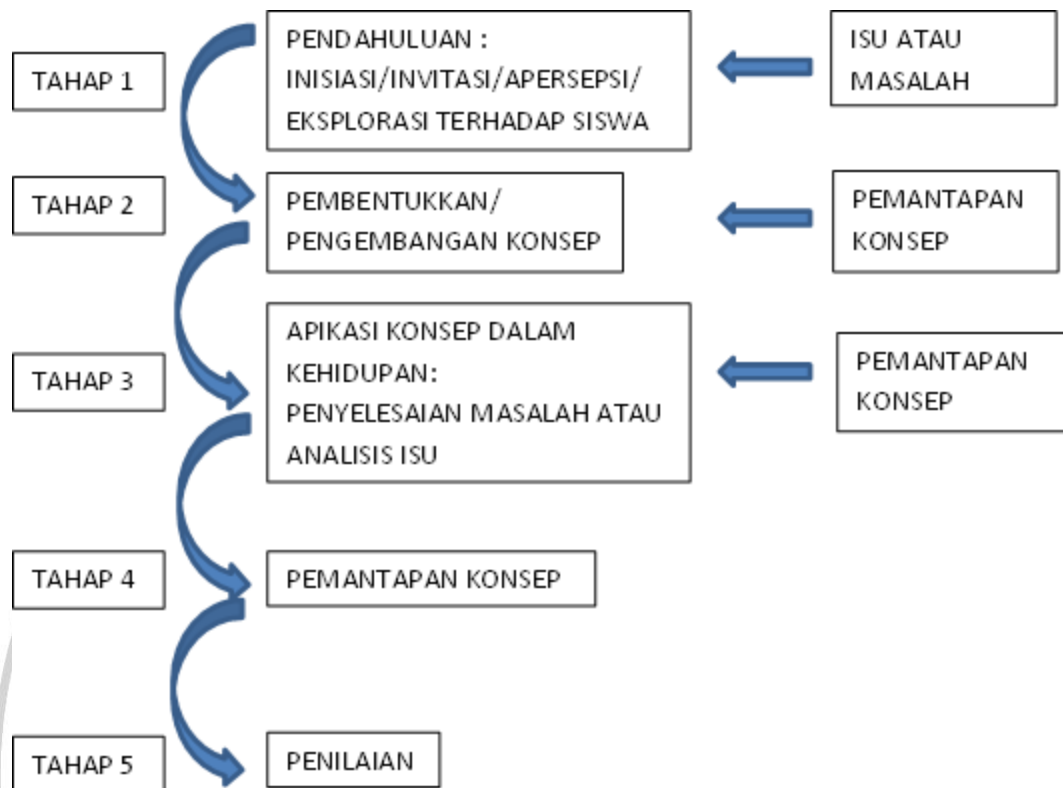 TAHAP 1
PENDAHULUAN :
INISIASI/INVITASI/APERSEPSI/
EKSPLORASI TERHADAP SISWA
ISU ATAU
MASALAH
TAHAP 2
PEMBENTUKKAN/
PENGEMBANGAN KONSEP
PEMANTAPAN
KONSEP
TAHAP 3
APIKASI KONSEP DALAM
KEHIDUPAN:
PENYELESAIAN MASALAH ATAU
ANALISIS ISU
PEMANTAPAN
KONSEP
TAHAP 4
PEMANTAPAN KONSEP
TAHAP 5
PENILAIAN